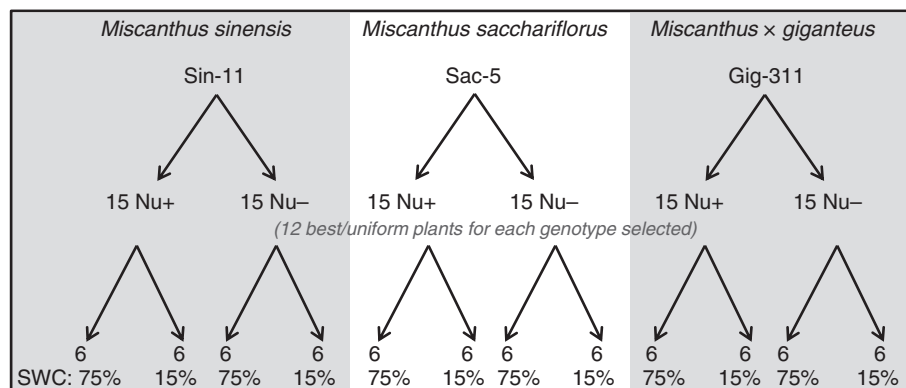 Miscanthus sinensis Miscanthus sacchariflorus Miscanthus × giganteus
Sin-11 Sac-5 Gig-311
15 Nu+ 15 Nu– 15 Nu+ 15 Nu– 15 Nu+ 15 Nu–
(12 best/uniform plants for each genotype selected)
6 6 6 6 6 6 6 6 6 6 6 6
SWC: 75% 15% 75% 15% 75% 15% 75% 15% 75% 15% 75% 15%